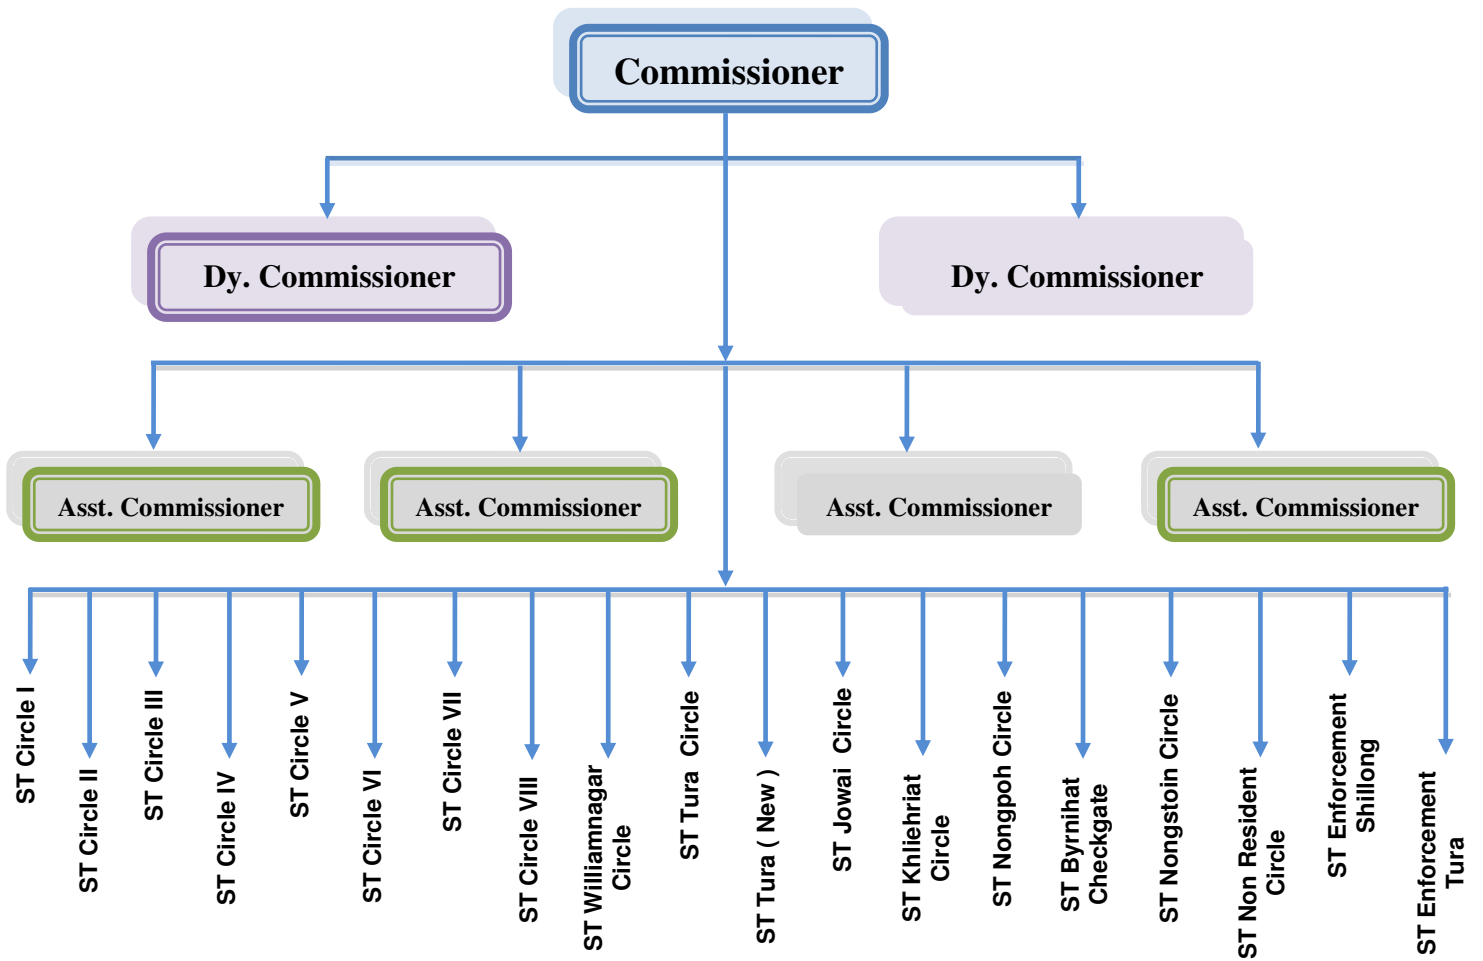 Commissioner
Dy. Commissioner
Dy. Commissioner
Asst. Commissioner
Asst. Commissioner
Asst. Commissioner
Asst. Commissioner
ST Circle I
ST Circle II
ST Circle III
ST Circle IV
ST Circle V
ST Circle VI
ST Circle VII
ST Circle VIII
ST Williamnagar
Circle
ST Tura Circle
ST Tura ( New )
ST Jowai Circle
ST Khliehriat
Circle
ST Nongpoh Circle
ST Byrnihat
Checkgate
ST Nongstoin Circle
ST Non Resident
Circle
ST Enforcement
Shillong
ST Enforcement
Tura